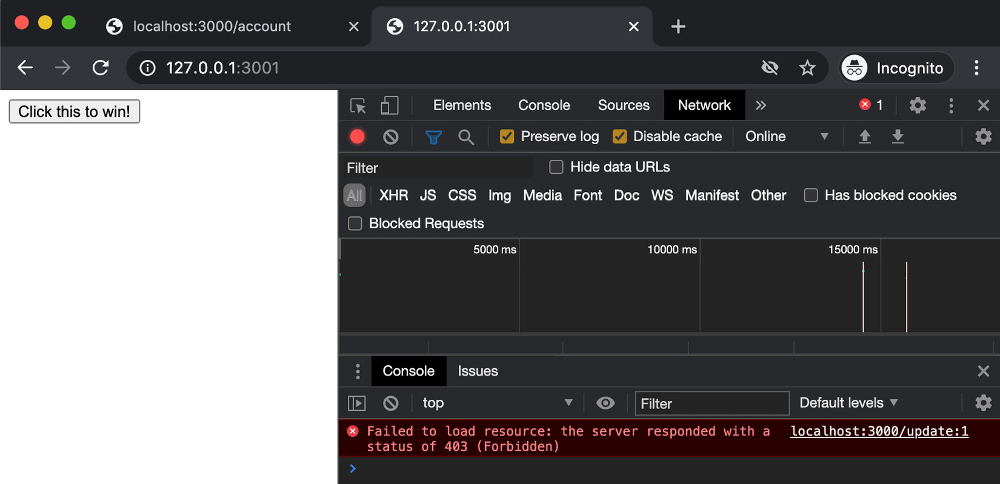 localhost:3000/account 127.0.0.1:3001
127.0.0.1:3001 Incognito
Click this to win!
Elements Console Sources Network 1
Preserve log Disable cache Online
Filter Hide data URLs
All XHR JS CSS Img Media Font Doc WS Manifest Other Has blocked cookies
Blocked Requests
5000 ms 10000 ms 15000 ms
Console Issues
top Filter Default levels
Failed to load resource: the server responded with a localhost:3000/update:1
status of 403 (Forbidden)